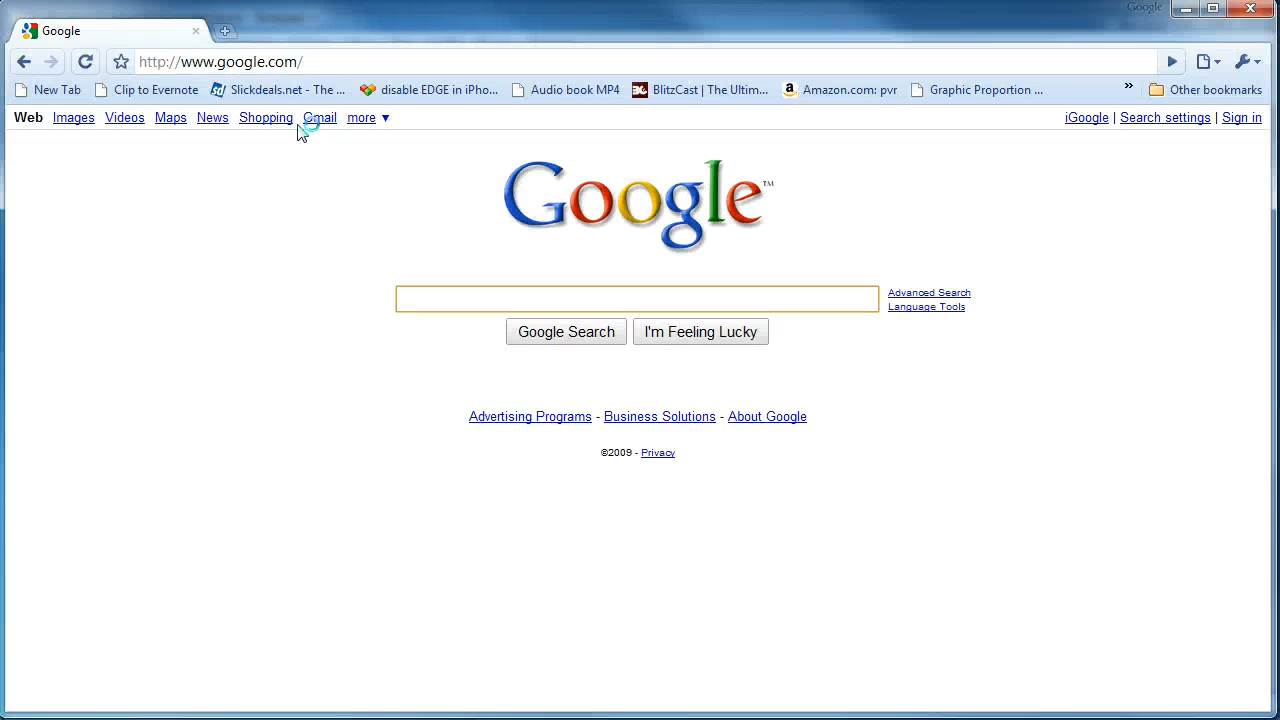 Google
Google
http://www.google.com/
New Tab Clip to Evernote Slickdeals.net - The ... disable EDGE in iPho... Audio book MP4 BlitzCast | The Ultim... Amazon.com: pvr Graphic Proportion ... » Other bookmarks
Web Images Videos Maps News Shopping Gmail more ▼ iGoogle | Search settings | Sign in
Google™
Advanced Search
Language Tools
Google Search I'm Feeling Lucky
Advertising Programs - Business Solutions - About Google
©2009 - Privacy